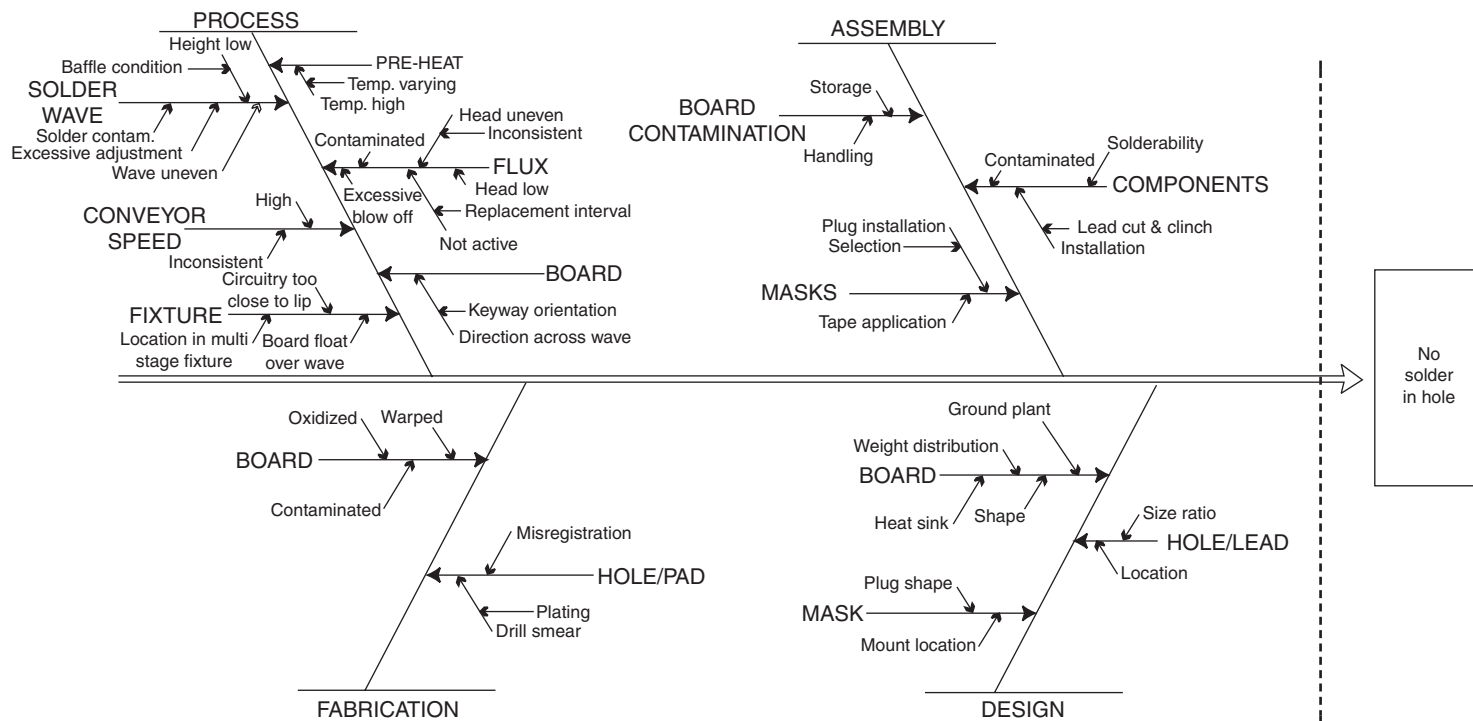 PROCESS
Height low
Baffle condition
PRE-HEAT
Temp. varying
Temp. high
SOLDER
WAVE
Solder contam.
Excessive adjustment
Wave uneven
Head uneven
Inconsistent
Contaminated
FLUX
Excessive
blow off
Head low
Replacement interval
Not active
High
CONVEYOR
SPEED
Inconsistent
BOARD
Keyway orientation
Direction across wave
Circuitry too
close to lip
FIXTURE
Location in multi
stage fixture
Board float
over wave
ASSEMBLY
Storage
BOARD
CONTAMINATION
Handling
Solderability
Contaminated
COMPONENTS
Lead cut & clinch
Installation
Plug installation
Selection
MASKS
Tape application
No
solder
in hole
Oxidized
Warped
BOARD
Contaminated
Misregistration
HOLE/PAD
Plating
Drill smear
FABRICATION
Ground plant
Weight distribution
BOARD
Heat sink
Shape
Size ratio
HOLE/LEAD
Location
Plug shape
MASK
Mount location
DESIGN